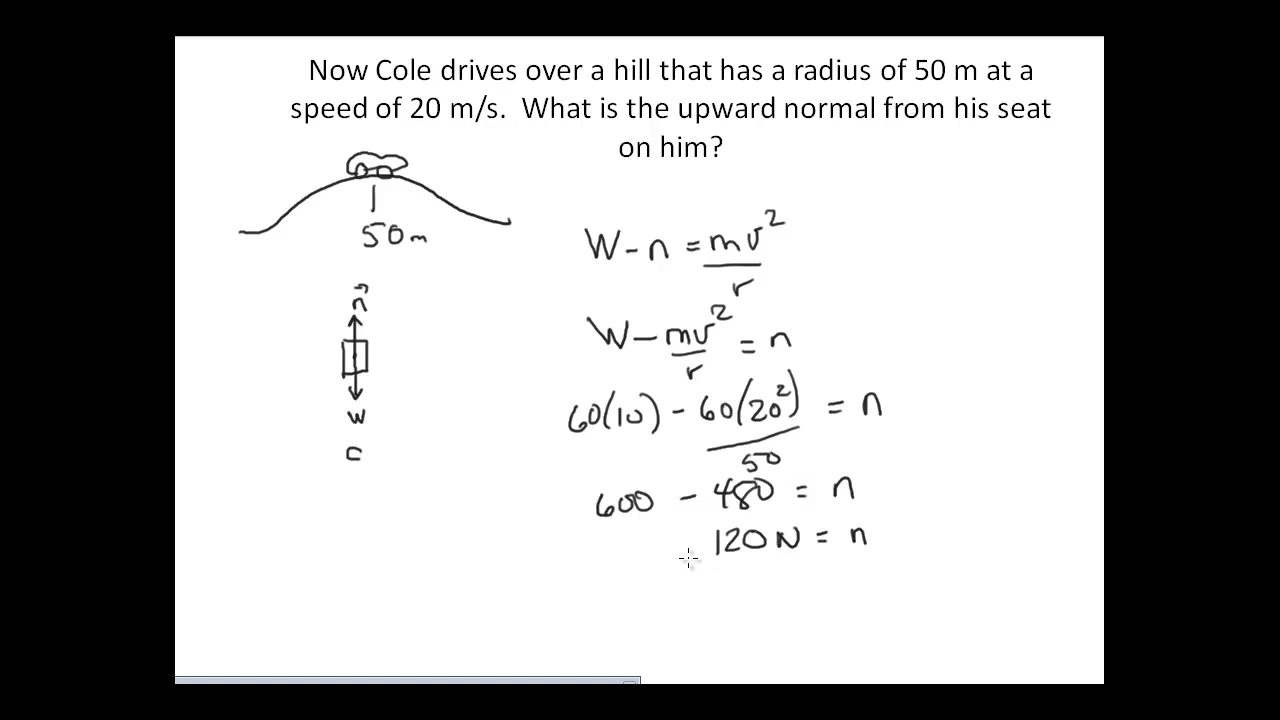 Now Cole drives over a hill that has a radius of 50 m at a
speed of 20 m/s. What is the upward normal from his seat
on him?
50m
n⃗
w
c
W - n = mv²/r
W - mv²/r = n
60(10) - 60(20²)/50 = n
600 - 480 = n
120N = n